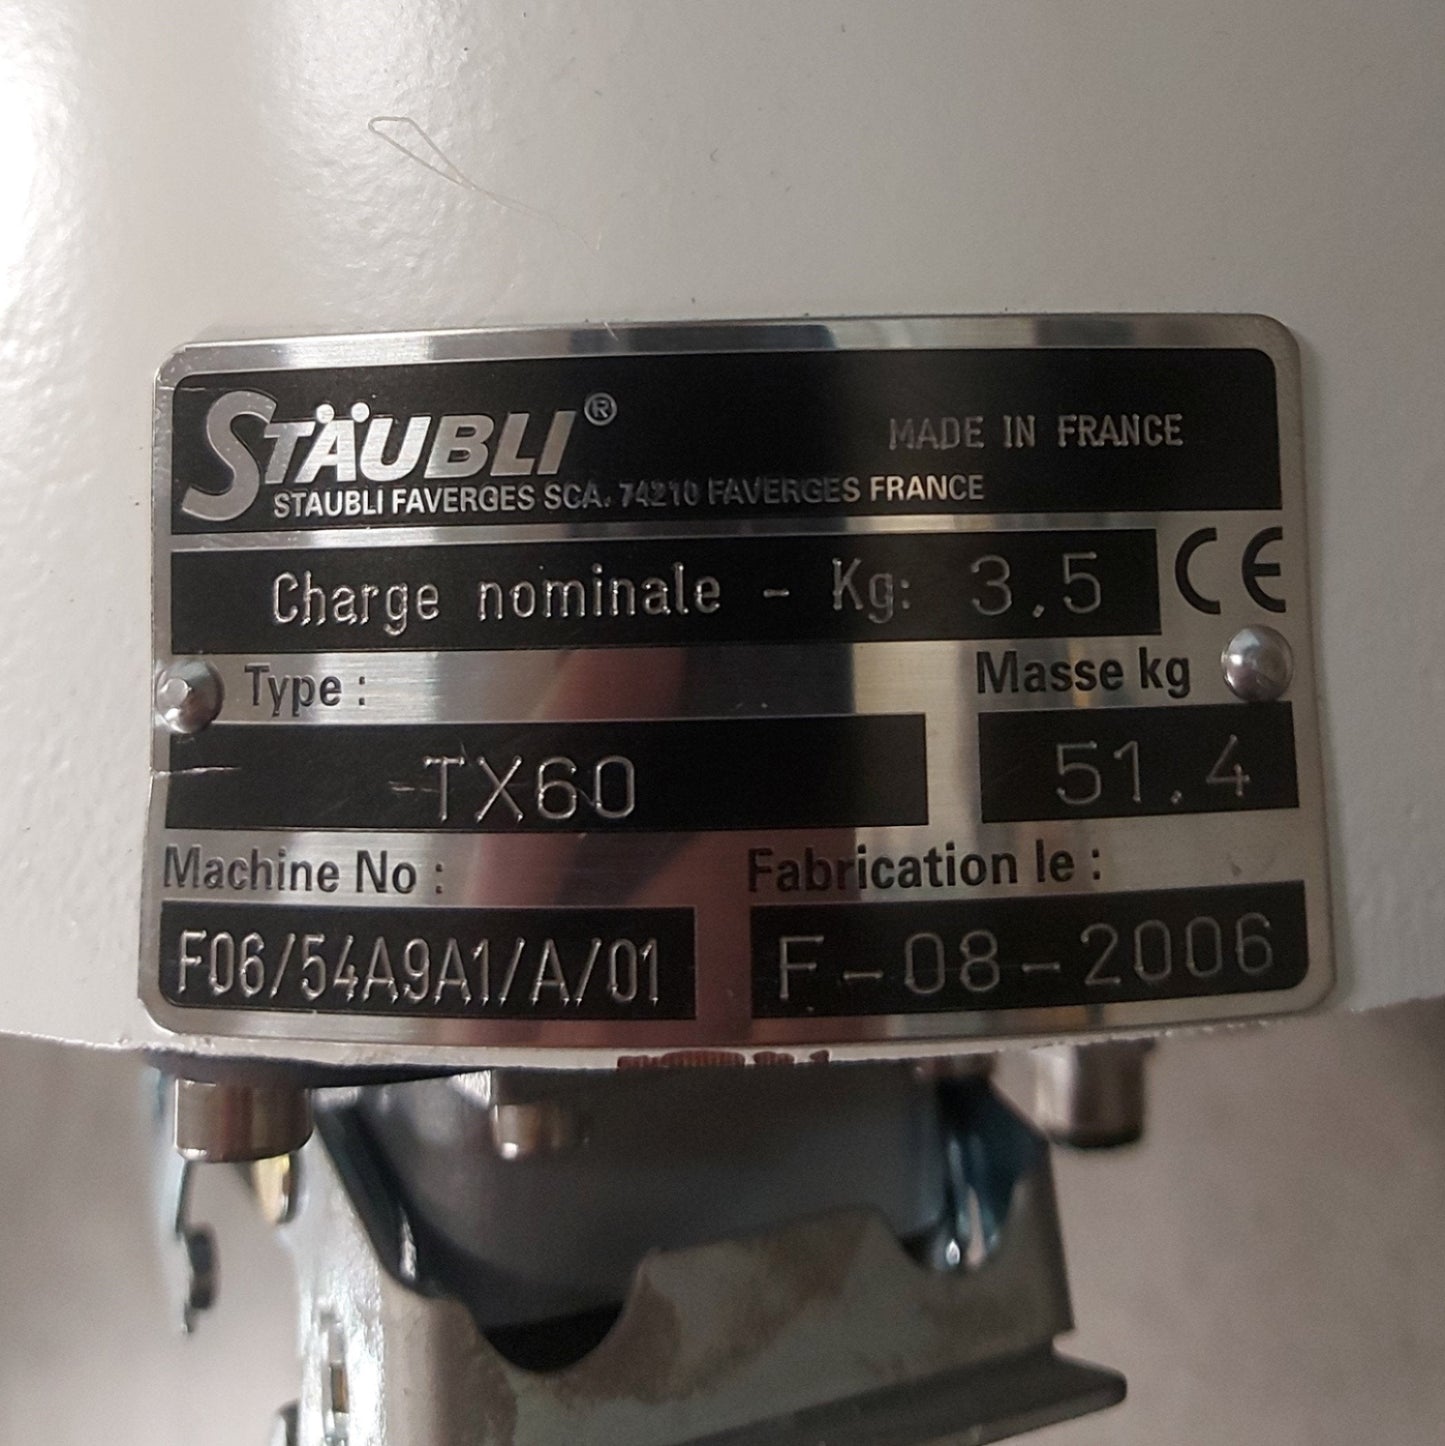 STÄUBLI®
MADE IN FRANCE
STAUBLI FAVERGES SCA. 74210 FAVERGES FRANCE
Charge nominale - Kg: 3.5 CE
Type :
Masse kg
TX60
51.4
Machine No :
Fabrication le :
F06/54A9A1/A/01
F-08-2006